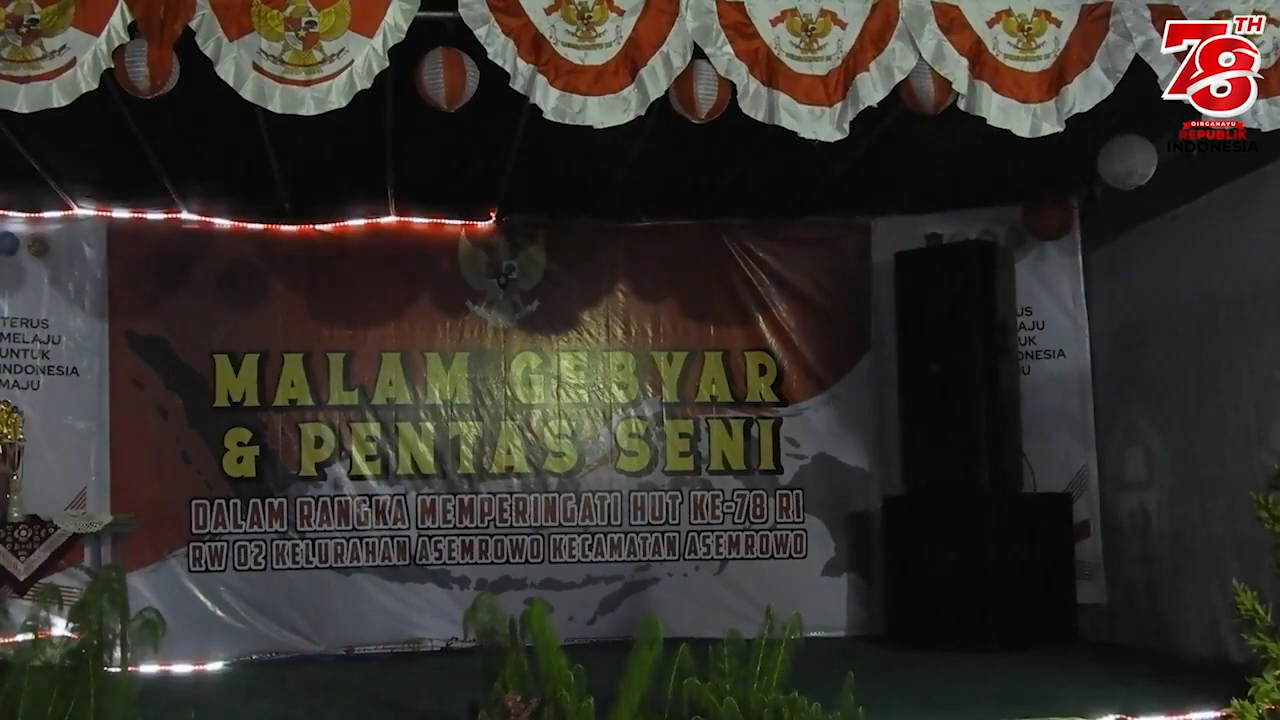 78TH
DIRGAHAYU
REPUBLIK
INDONESIA
TERUS
MELAJU
UNTUK
INDONESIA
MAJU
MALAM GEBYAR
& PENTAS SENI
DALAM RANGKA MEMPERINGATI HUT KE-78 RI
RW 02 KELURAHAN ASEMROWO KECAMATAN ASEMROWO